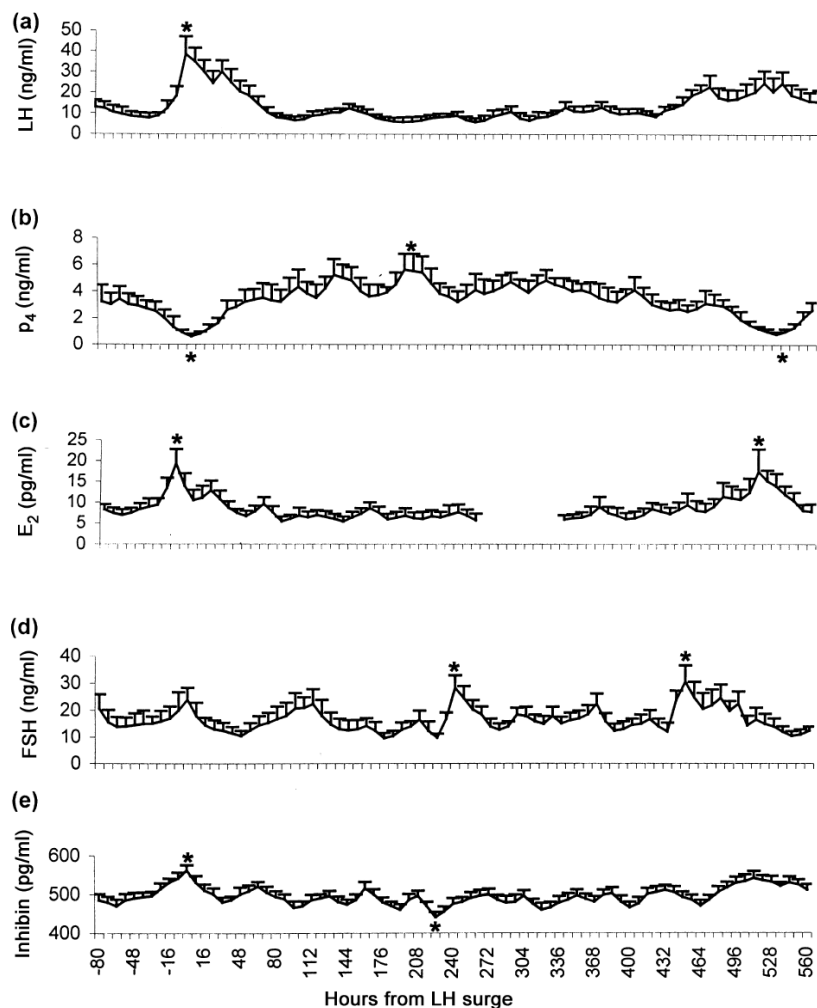 (a)
*
50
40
30
20
10
0
LH (ng/ml)
(b)
8
6
4
2
0
p4 (ng/ml)
*
*
*
(c)
25
20
15
10
5
0
E2 (pg/ml)
*
*
(d)
40
30
20
10
0
FSH (ng/ml)
*
*
(e)
600
500
400
Inhibin (pg/ml)
*
*
-80 -48 -16 16 48 80 112 144 176 208 240 272 304 336 368 400 432 464 496 528 560
Hours from LH surge